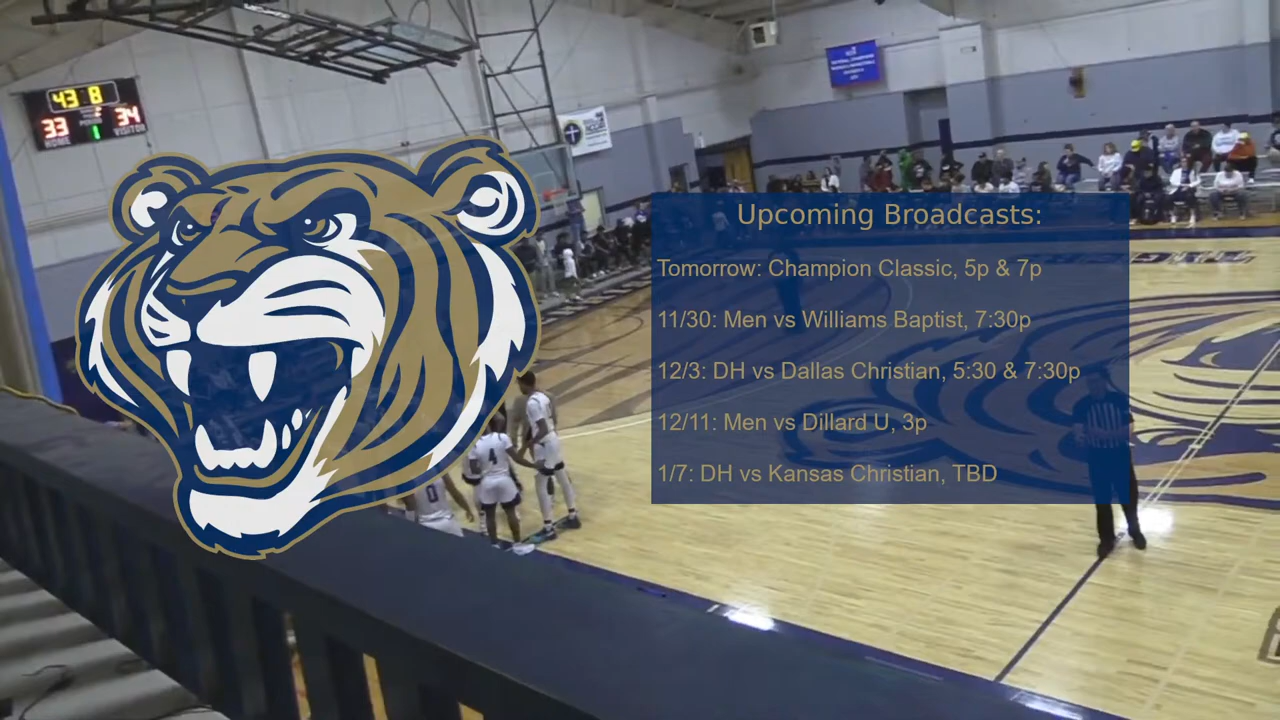 43 8
33 34
HOME 1 VISITOR
Upcoming Broadcasts:
Tomorrow: Champion Classic, 5p & 7p
11/30: Men vs Williams Baptist, 7:30p
12/3: DH vs Dallas Christian, 5:30 & 7:30p
12/11: Men vs Dillard U, 3p
1/7: DH vs Kansas Christian, TBD
4
0